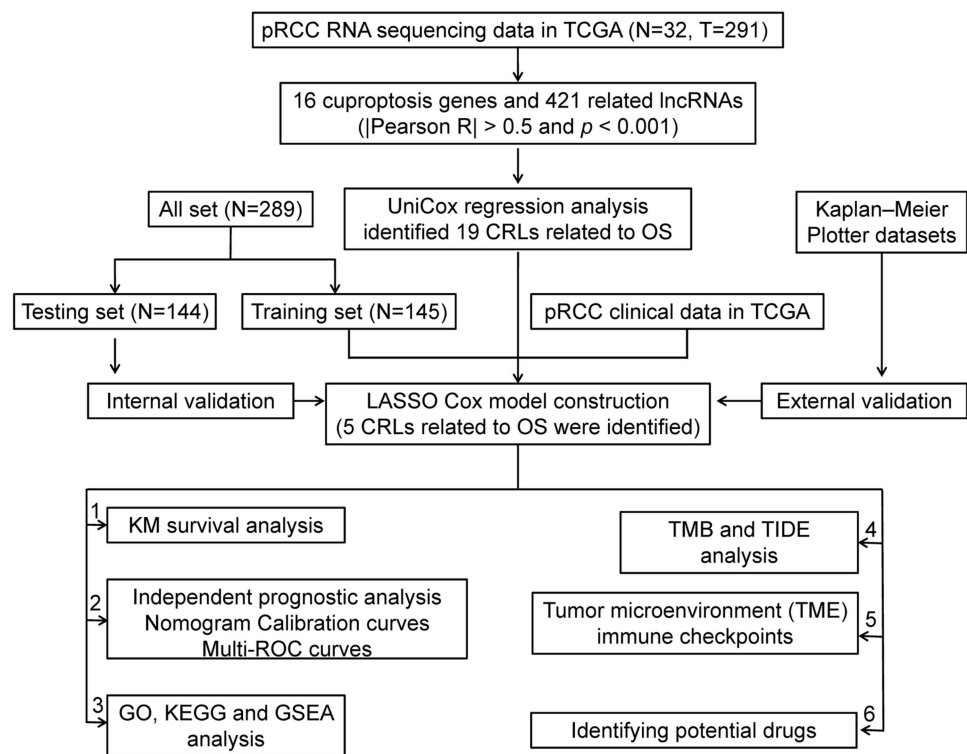 pRCC RNA sequencing data in TCGA (N=32, T=291)
16 cuproptosis genes and 421 related lncRNAs
(|Pearson R| > 0.5 and p < 0.001)
All set (N=289)
UniCox regression analysis
identified 19 CRLs related to OS
Kaplan–Meier
Plotter datasets
Testing set (N=144)
Training set (N=145)
pRCC clinical data in TCGA
Internal validation
LASSO Cox model construction
(5 CRLs related to OS were identified)
External validation
1
KM survival analysis
2
Independent prognostic analysis
Nomogram Calibration curves
Multi-ROC curves
3
GO, KEGG and GSEA
analysis
4
TMB and TIDE
analysis
5
Tumor microenvironment (TME)
immune checkpoints
6
Identifying potential drugs